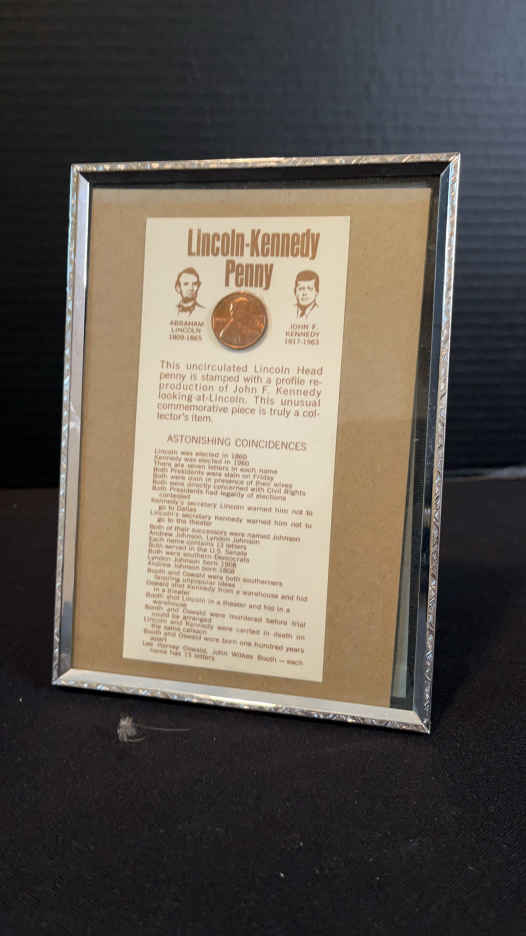 Lincoln-Kennedy
Penny
ABRAHAM
LINCOLN
1809-1865
JOHN F.
KENNEDY
1917-1963
This uncirculated Lincoln Head
penny is stamped with a profile re-
production of John F. Kennedy
looking-at-Lincoln. This unusual
commemorative piece is truly a col-
lector's item.
ASTONISHING COINCIDENCES
Lincoln was elected in 1860
Kennedy was elected in 1960
There are seven letters in each name
Both Presidents were slain on Friday
Both were slain in presence of their wives
Both were directly concerned with Civil Rights
Both Presidents had legality of elections
contested
Kennedy's secretary Lincoln warned him not to
go to Dallas
Lincoln's secretary Kennedy warned him not to
go to the theater
Both of their successors were named Johnson
Andrew Johnson, Lyndon Johnson
Each name contains 13 letters
Both served in the U.S. Senate
Both were southern Democrats
Lyndon Johnson born 1908
Andrew Johnson born 1808
Booth and Oswald were both southerners
favoring unpopular ideas
Oswald shot Kennedy from a warehouse and hid
in a theater
Booth shot Lincoln in a theater and hid in a
warehouse
Booth and Oswald were murdered before trial
could be arranged
Lincoln and Kennedy were carried in death on
the same caisson
Booth and Oswald were born one hundred years
apart
Lee Harvey Oswald, John Wilkes Booth — each
name has 15 letters